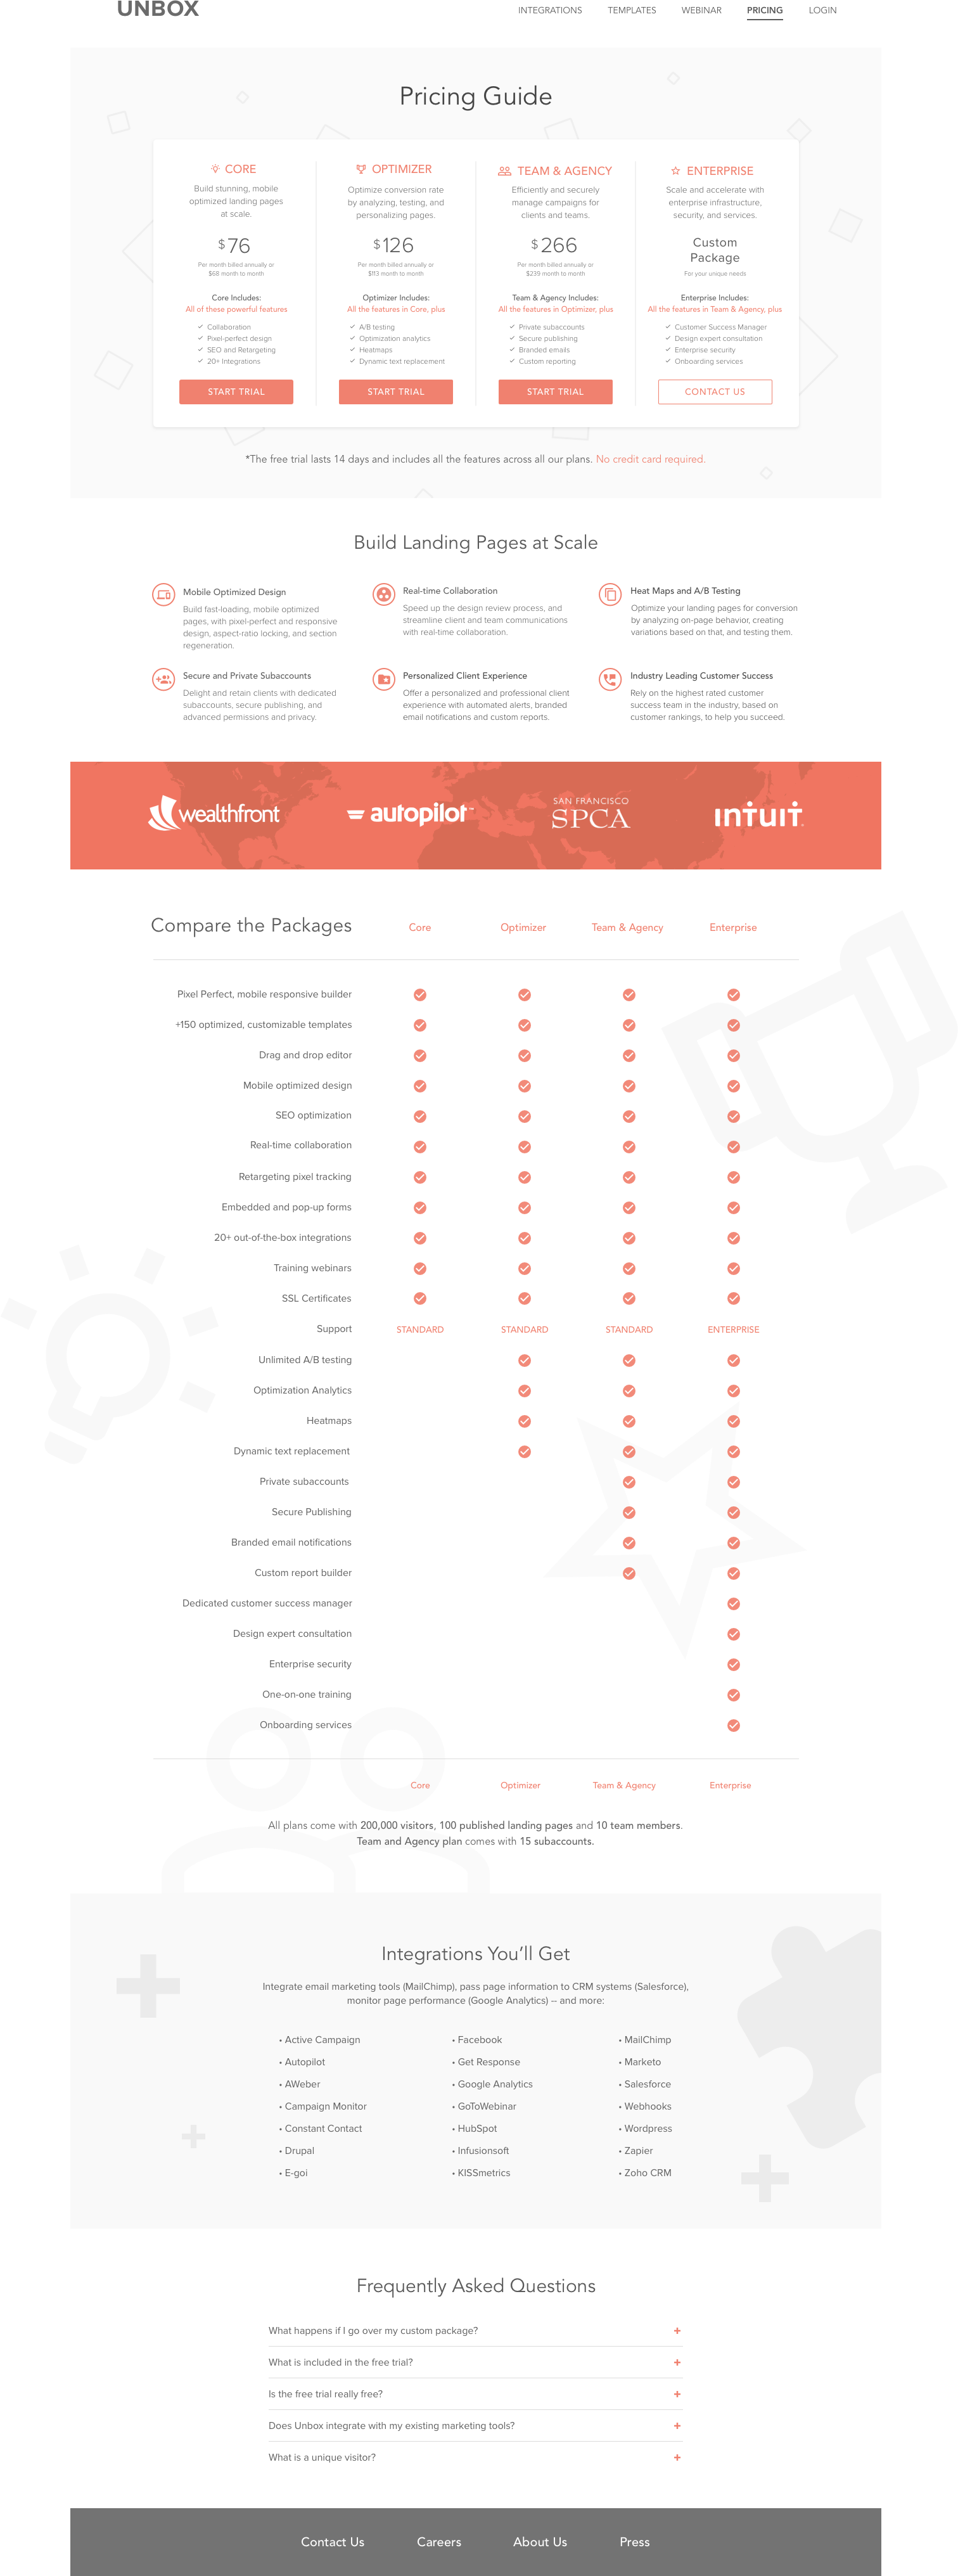 UNBOX
INTEGRATIONS TEMPLATES WEBINAR PRICING LOGIN
Pricing Guide
CORE
Build stunning, mobile
optimized landing pages
at scale.
$76
Per month billed annually or
$68 month to month
Core Includes:
All of these powerful features
Collaboration
Pixel-perfect design
SEO and Retargeting
20+ Integrations
START TRIAL
OPTIMIZER
Optimize conversion rate
by analyzing, testing, and
personalizing pages.
$126
Per month billed annually or
$113 month to month
Optimizer Includes:
All the features in Core, plus
A/B testing
Optimization analytics
Heatmaps
Dynamic text replacement
START TRIAL
TEAM & AGENCY
Efficiently and securely
manage campaigns for
clients and teams.
$266
Per month billed annually or
$239 month to month
Team & Agency Includes:
All the features in Optimizer, plus
Private subaccounts
Secure publishing
Branded emails
Custom reporting
START TRIAL
ENTERPRISE
Scale and accelerate with
enterprise infrastructure,
security, and services.
Custom
Package
For your unique needs
Enterprise Includes:
All the features in Team & Agency, plus
Customer Success Manager
Design expert consultation
Enterprise security
Onboarding services
CONTACT US
*The free trial lasts 14 days and includes all the features across all our plans. No credit card required.
Build Landing Pages at Scale
Mobile Optimized Design
Build fast-loading, mobile optimized
pages, with pixel-perfect and responsive
design, aspect-ratio locking, and section
regeneration.
Real-time Collaboration
Speed up the design review process, and
streamline client and team communications
with real-time collaboration.
Heat Maps and A/B Testing
Optimize your landing pages for conversion
by analyzing on-page behavior, creating
variations based on that, and testing them.
Secure and Private Subaccounts
Delight and retain clients with dedicated
subaccounts, secure publishing, and
advanced permissions and privacy.
Personalized Client Experience
Offer a personalized and professional client
experience with automated alerts, branded
email notifications and custom reports.
Industry Leading Customer Success
Rely on the highest rated customer
success team in the industry, based on
customer rankings, to help you succeed.
wealthfront
autopilot
SAN FRANCISCO
SPCA
intuit
Compare the Packages Core Optimizer Team & Agency Enterprise
Pixel Perfect, mobile responsive builder
+150 optimized, customizable templates
Drag and drop editor
Mobile optimized design
SEO optimization
Real-time collaboration
Retargeting pixel tracking
Embedded and pop-up forms
20+ out-of-the-box integrations
Training webinars
SSL Certificates
Support STANDARD STANDARD STANDARD ENTERPRISE
Unlimited A/B testing
Optimization Analytics
Heatmaps
Dynamic text replacement
Private subaccounts
Secure Publishing
Branded email notifications
Custom report builder
Dedicated customer success manager
Design expert consultation
Enterprise security
One-on-one training
Onboarding services
Core Optimizer Team & Agency Enterprise
All plans come with 200,000 visitors, 100 published landing pages and 10 team members.
Team and Agency plan comes with 15 subaccounts.
Integrations You’ll Get
Integrate email marketing tools (MailChimp), pass page information to CRM systems (Salesforce),
monitor page performance (Google Analytics) -- and more:
• Active Campaign
• Autopilot
• AWeber
• Campaign Monitor
• Constant Contact
• Drupal
• E-goi
• Facebook
• Get Response
• Google Analytics
• GoToWebinar
• HubSpot
• Infusionsoft
• KISSmetrics
• MailChimp
• Marketo
• Salesforce
• Webhooks
• Wordpress
• Zapier
• Zoho CRM
Frequently Asked Questions
What happens if I go over my custom package? +
What is included in the free trial? +
Is the free trial really free? +
Does Unbox integrate with my existing marketing tools? +
What is a unique visitor? +
Contact Us Careers About Us Press